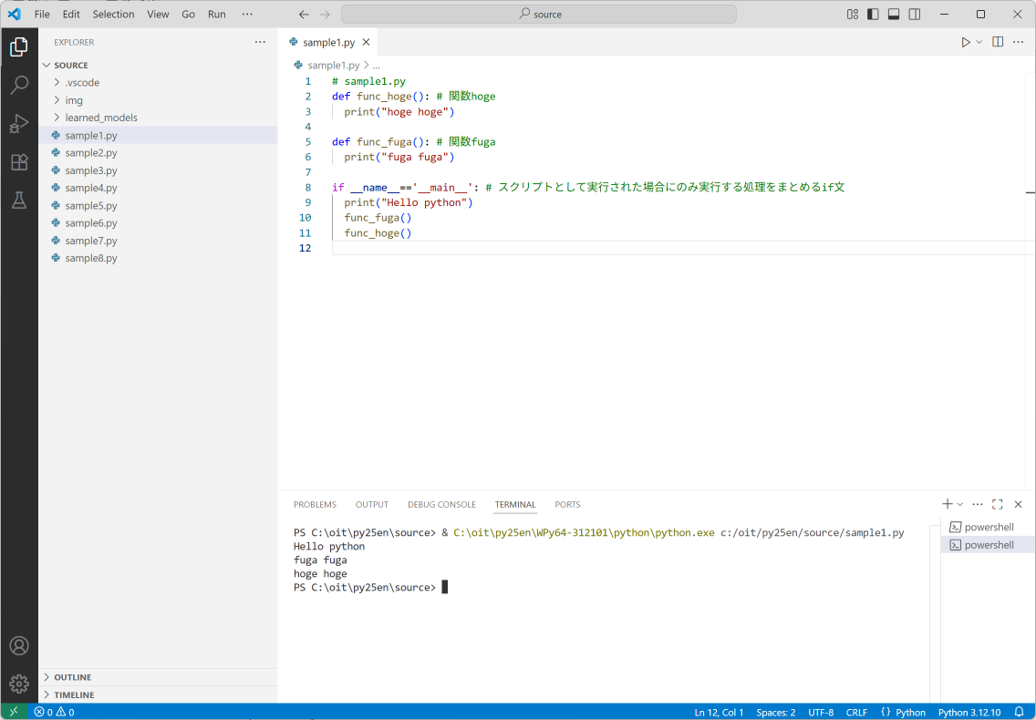 File Edit Selection View Go Run ···
source
EXPLORER ···
SOURCE
.vscode
img
learned_models
sample1.py
sample2.py
sample3.py
sample4.py
sample5.py
sample6.py
sample7.py
sample8.py
OUTLINE
TIMELINE
sample1.py
sample1.py > ...
1 # sample1.py
2 def func_hoge(): # 関数hoge
3 print("hoge hoge")
4
5 def func_fuga(): # 関数fuga
6 print("fuga fuga")
7
8 if __name__=='__main__': # スクリプトとして実行された場合にのみ実行する処理をまとめるif文
9 print("Hello python")
10 func_fuga()
11 func_hoge()
12
PROBLEMS OUTPUT DEBUG CONSOLE TERMINAL PORTS
PS C:\oit\py25en\source> & C:\oit\py25en\WPy64-312101\python\python.exe c:/oit/py25en/source/sample1.py
Hello python
fuga fuga
hoge hoge
PS C:\oit\py25en\source>
powershell
powershell
0 0 Ln 12, Col 1 Spaces: 2 UTF-8 CRLF {} Python Python 3.12.10